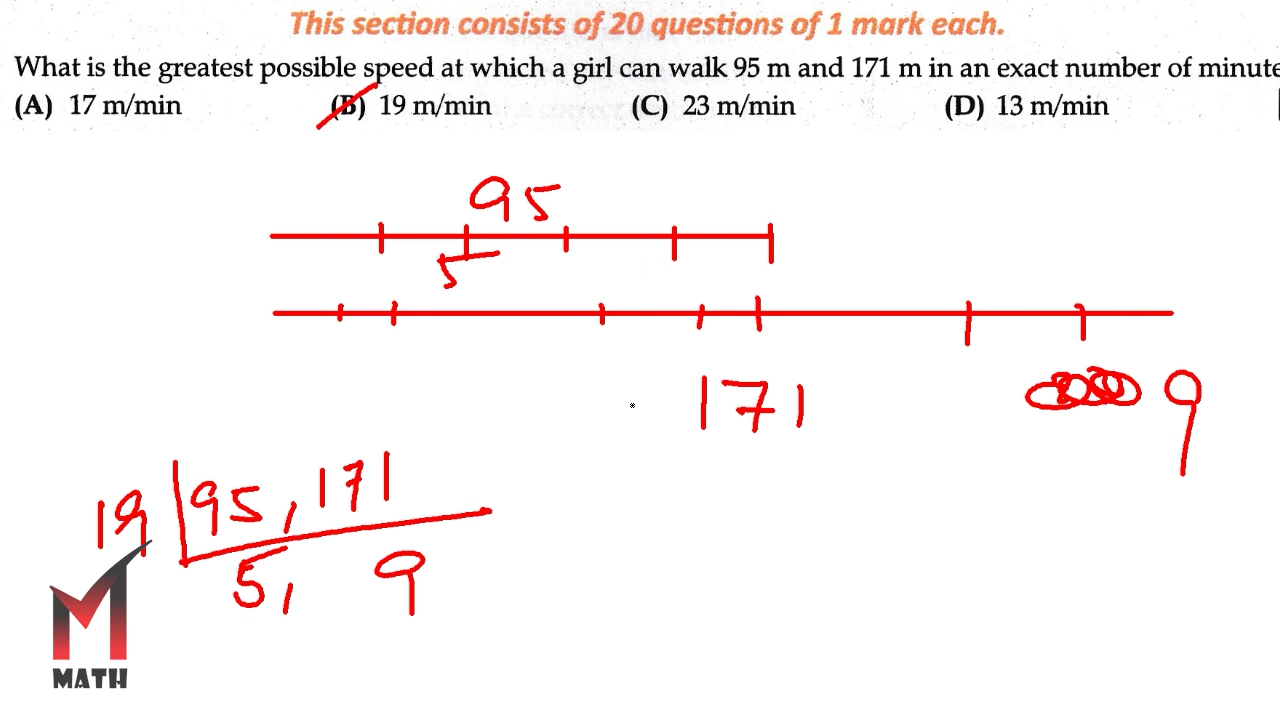 This section consists of 20 questions of 1 mark each.
What is the greatest possible speed at which a girl can walk 95 m and 171 m in an exact number of minute
(A) 17 m/min (B) 19 m/min (C) 23 m/min (D) 13 m/min
95
5
171 9
19 95, 171
5, 9
MATH